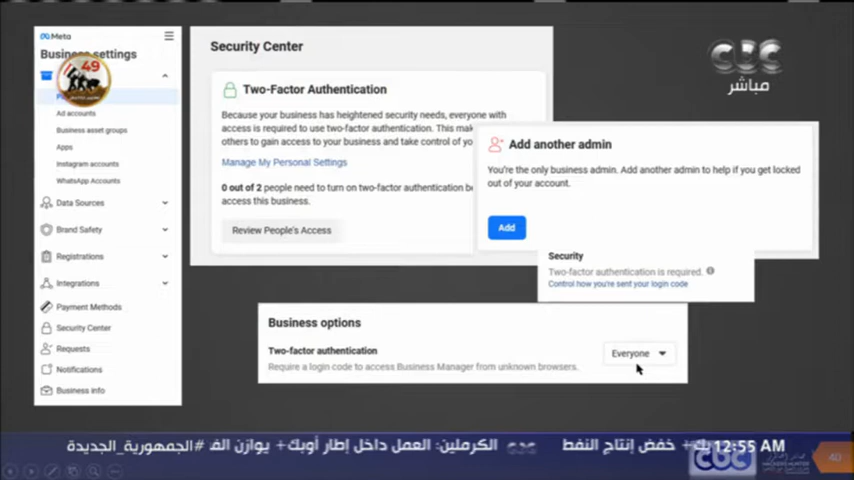 Meta
Business settings
49
Ad accounts
Business asset groups
Apps
Instagram accounts
WhatsApp Accounts
Data Sources
Brand Safety
Registrations
Integrations
Payment Methods
Security Center
Requests
Notifications
Business info
Security Center
Two-Factor Authentication
Because your business has heightened security needs, everyone with
access is required to use two-factor authentication. This mak
others to gain access to your business and take control of yo
Manage My Personal Settings
0 out of 2 people need to turn on two-factor authentication be
access this business.
Review People's Access
Add another admin
You're the only business admin. Add another admin to help if you get locked
out of your account.
Add
Security
Two-factor authentication is required.
Control how you're sent your login code
Business options
Two-factor authentication
Require a login code to access Business Manager from unknown browsers.
Everyone
cbc
مباشر
بك+ خفض إنتاج النفط cbc الكرملين: العمل داخل إطار أوبك+ يوازن الف #الجمهورية_الجديدة
12:55 AM
cbc
HACKERS HUNTER
40